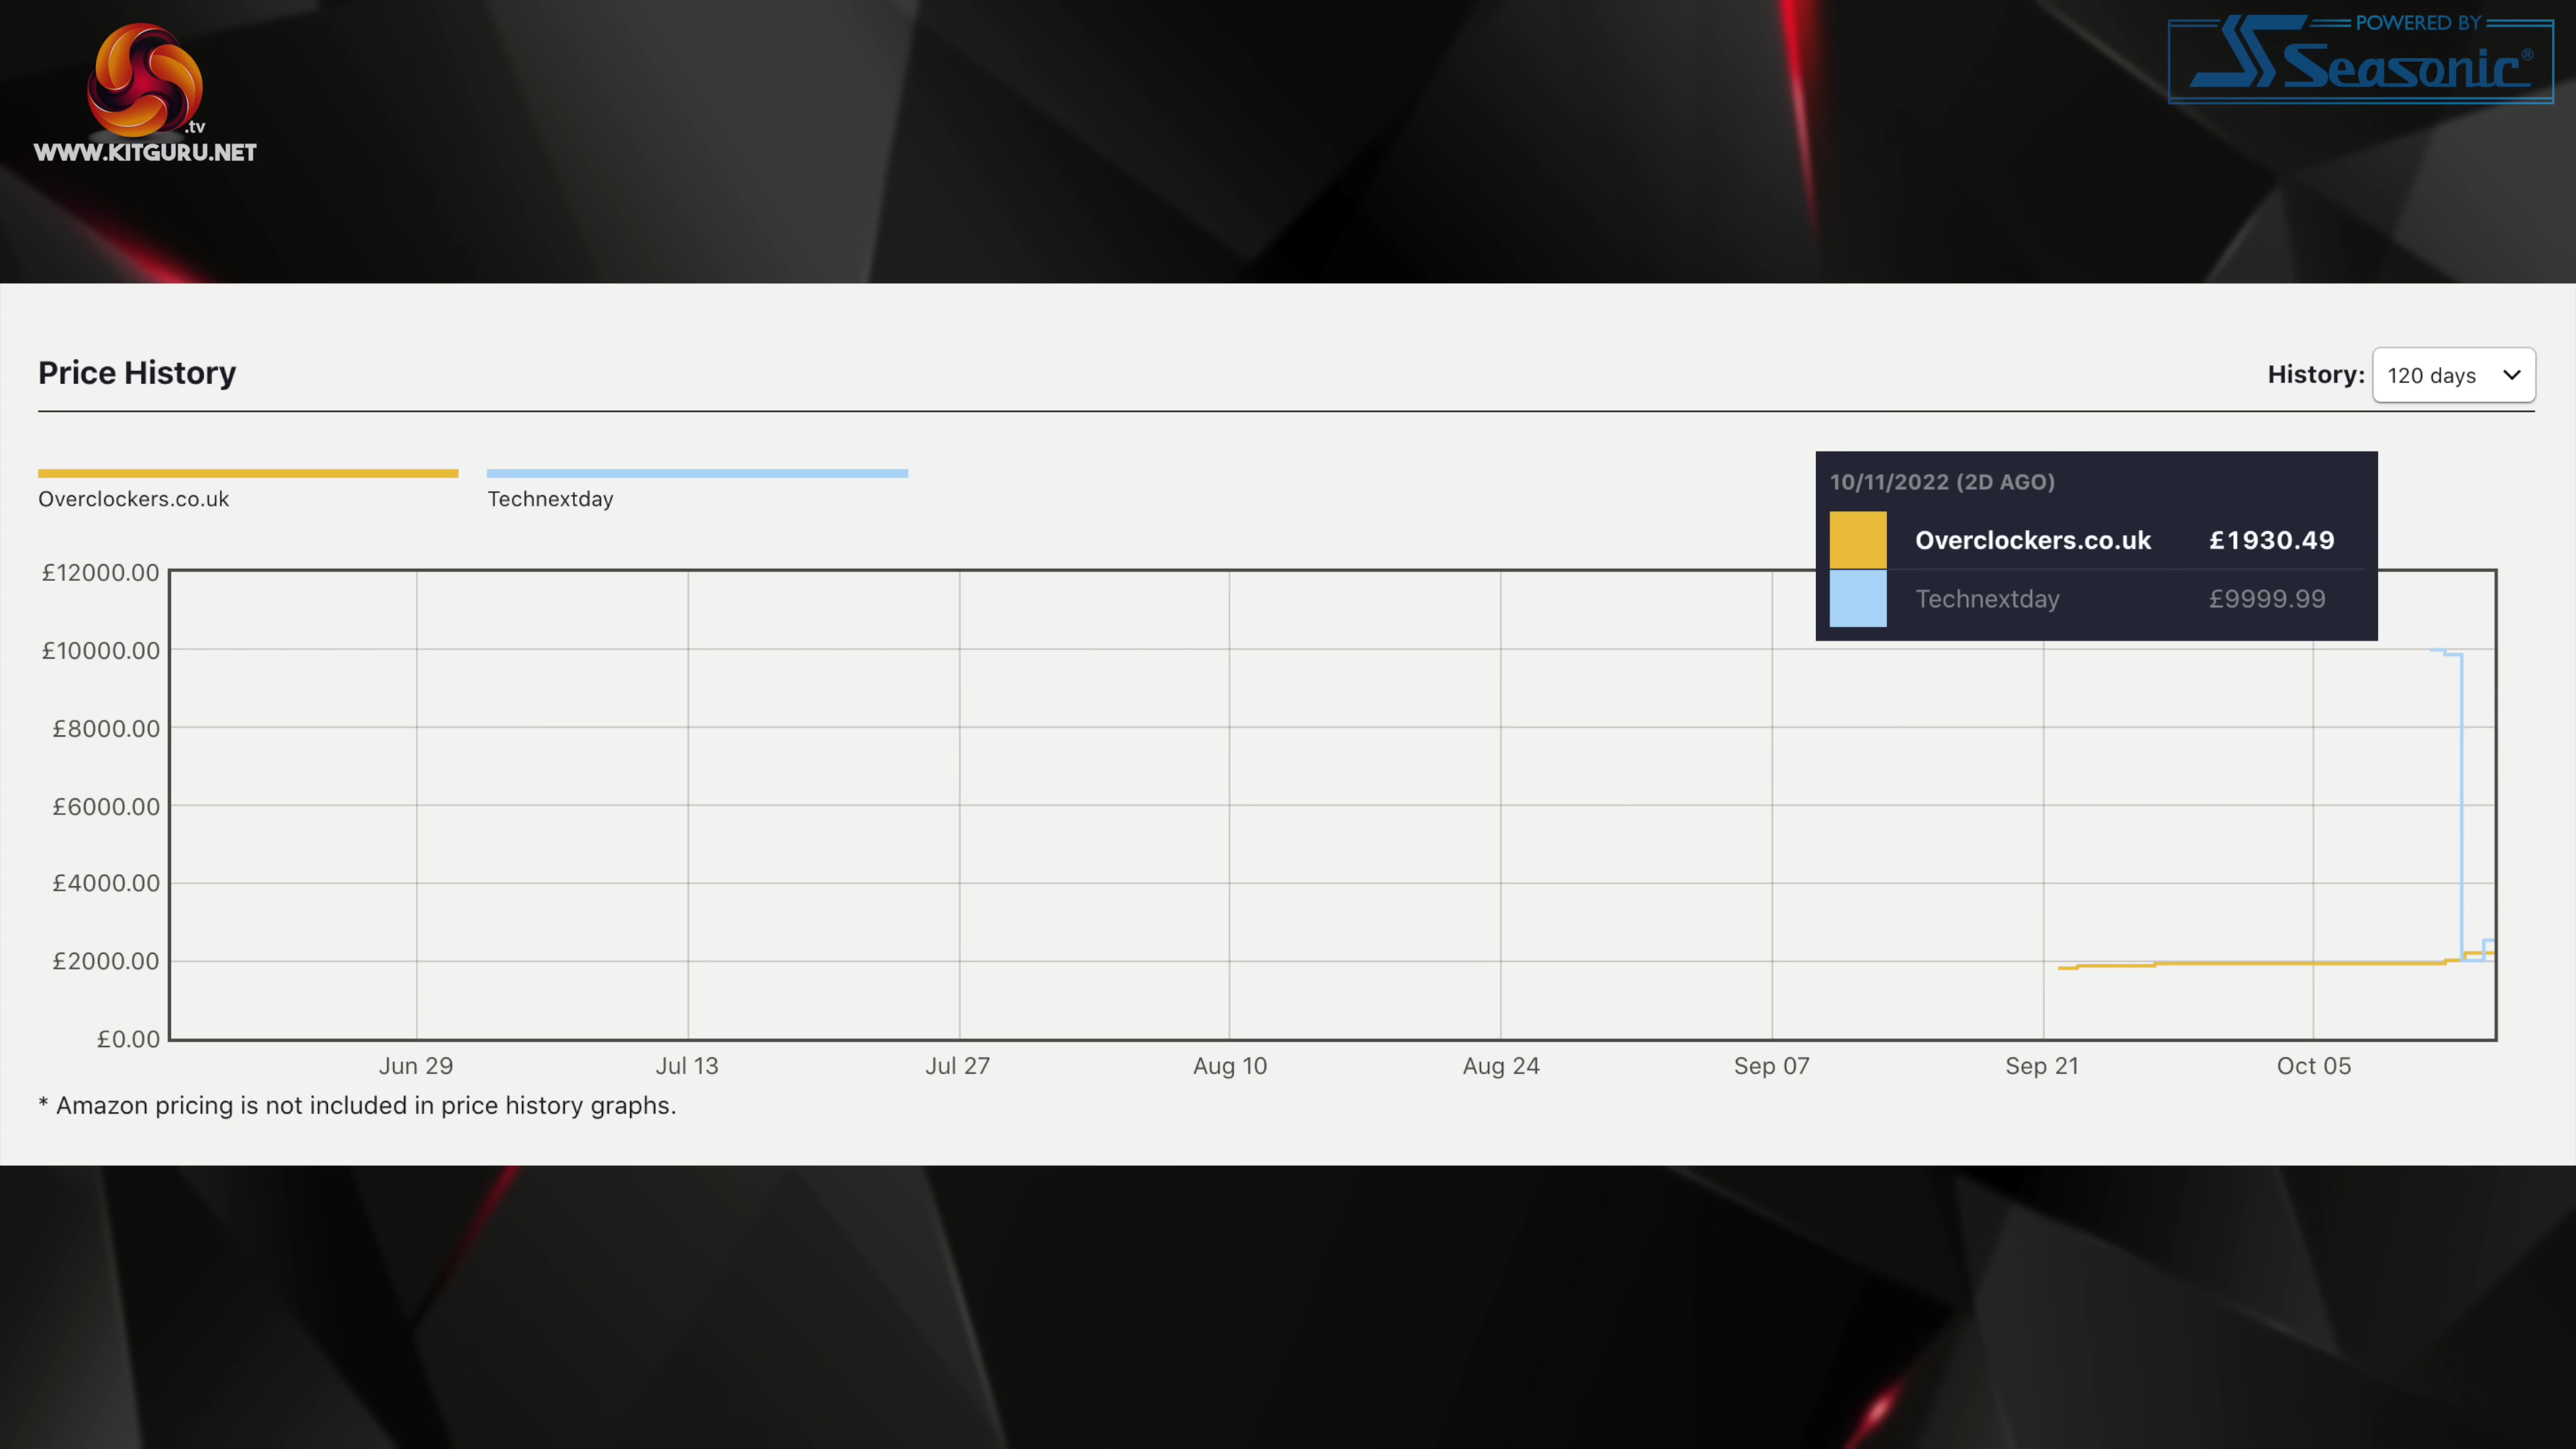 .tv
WWW.KITGURU.NET
POWERED BY
Seasonic®
Price History
History: 120 days
Overclockers.co.uk Technextday
10/11/2022 (2D AGO)
Overclockers.co.uk £1930.49
Technextday £9999.99
£12000.00
£10000.00
£8000.00
£6000.00
£4000.00
£2000.00
£0.00
Jun 29 Jul 13 Jul 27 Aug 10 Aug 24 Sep 07 Sep 21 Oct 05
* Amazon pricing is not included in price history graphs.